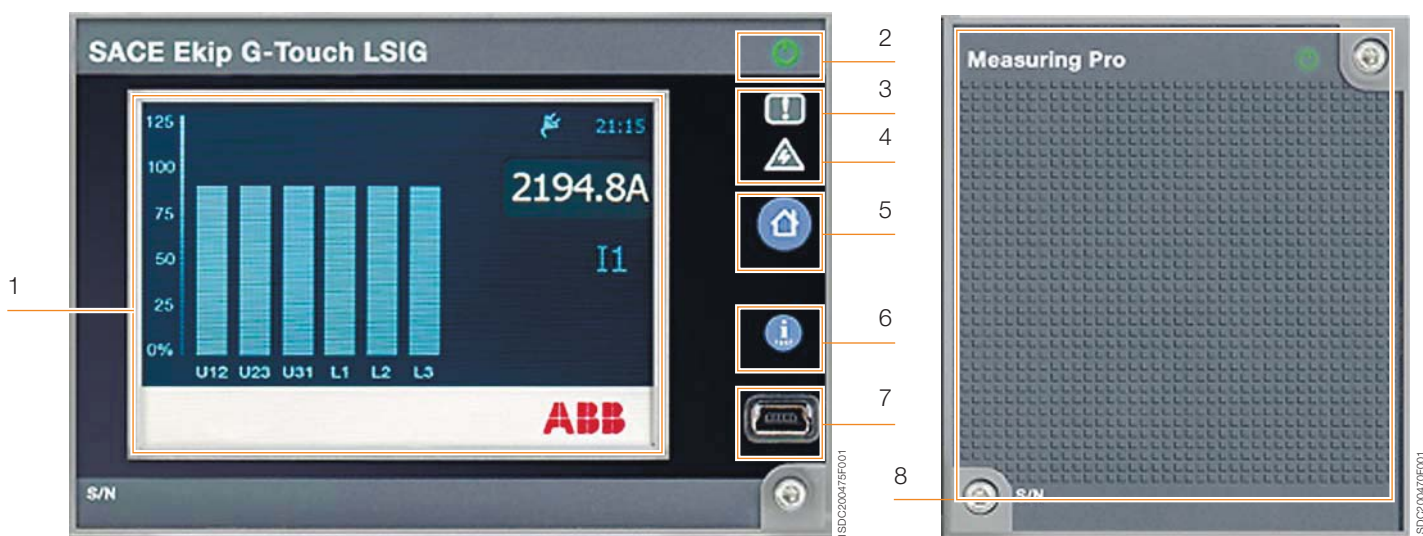 SACE Ekip G-Touch LSIG
125
100
75
50
25
0%
U12 U23 U31 L1 L2 L3
21:15
2194.8A
I1
ABB
S/N
i
test
1
2
3
4
5
6
7
8
1SDC200475F001
Measuring Pro
S/N
1SDC200470F001